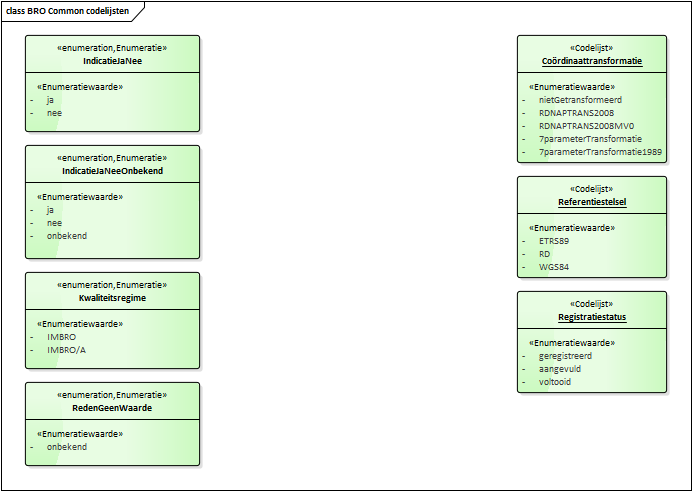 class BRO Common codelijsten
«enumeration,Enumeratie»
IndicatieJaNee
«Enumeratiewaarde»
- ja
- nee
«enumeration,Enumeratie»
IndicatieJaNeeOnbekend
«Enumeratiewaarde»
- ja
- nee
- onbekend
«enumeration,Enumeratie»
Kwaliteitsregime
«Enumeratiewaarde»
- IMBRO
- IMBRO/A
«enumeration,Enumeratie»
RedenGeenWaarde
«Enumeratiewaarde»
- onbekend
«Codelijst»
Coördinaattransformatie
«Enumeratiewaarde»
- nietGetransformeerd
- RDNAPTRANS2008
- RDNAPTRANS2008MV0
- 7parameterTransformatie
- 7parameterTransformatie1989
«Codelijst»
Referentiestelsel
«Enumeratiewaarde»
- ETRS89
- RD
- WGS84
«Codelijst»
Registratiestatus
«Enumeratiewaarde»
- geregistreerd
- aangevuld
- voltooid